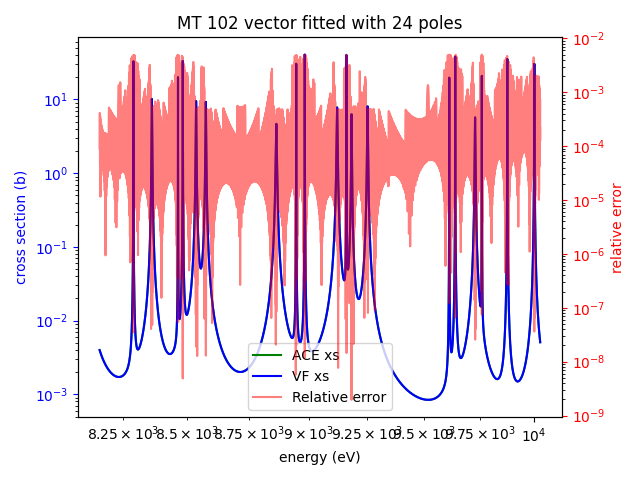 MT 102 vector fitted with 24 poles
10⁻²
10¹
10⁻³
10⁰
10⁻⁴
10⁻⁵
10⁻¹
10⁻⁶
10⁻²
10⁻⁷
10⁻³
10⁻⁸
10⁻⁹
cross section (b)
relative error
ACE xs
VF xs
Relative error
8.25 × 10³ 8.5 × 10³ 8.75 × 10³ 9 × 10³ 9.25 × 10³ 9.5 × 10³ 9.75 × 10³ 10⁴
energy (eV)